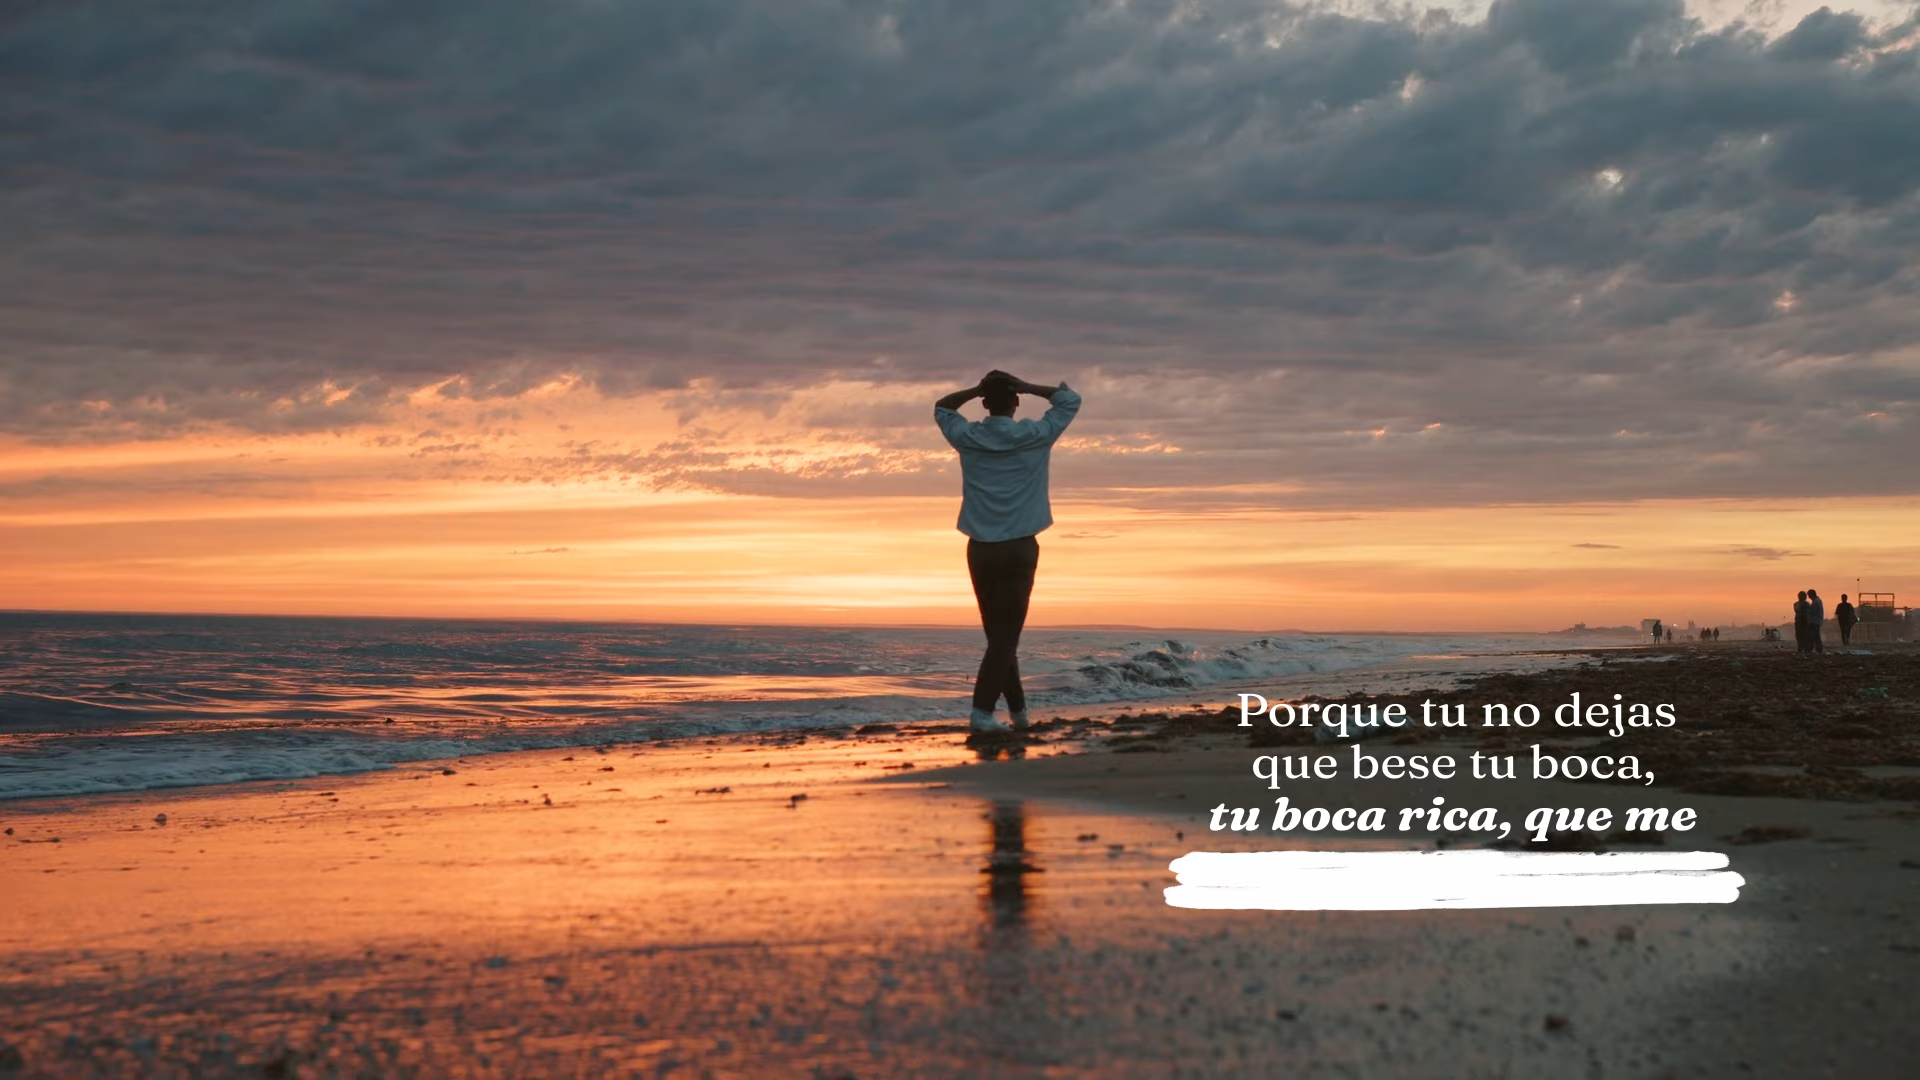 Porque tu no dejas
que bese tu boca,
tu boca rica, que me